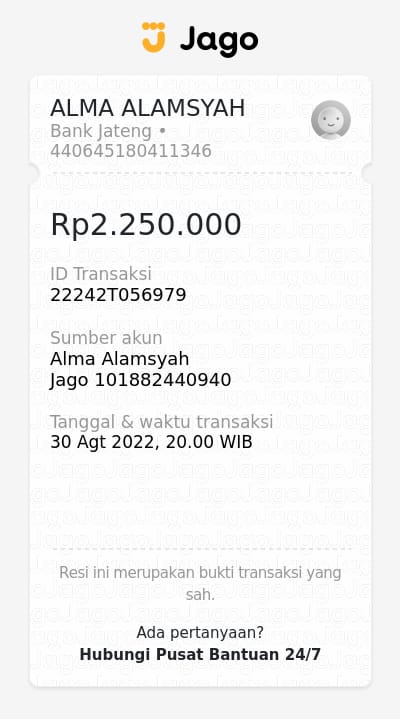 Jago
ALMA ALAMSYAH
Bank Jateng •
440645180411346
Rp2.250.000
ID Transaksi
22242T056979
Sumber akun
Alma Alamsyah
Jago 101882440940
Tanggal & waktu transaksi
30 Agt 2022, 20.00 WIB
Resi ini merupakan bukti transaksi yang
sah.
Ada pertanyaan?
Hubungi Pusat Bantuan 24/7